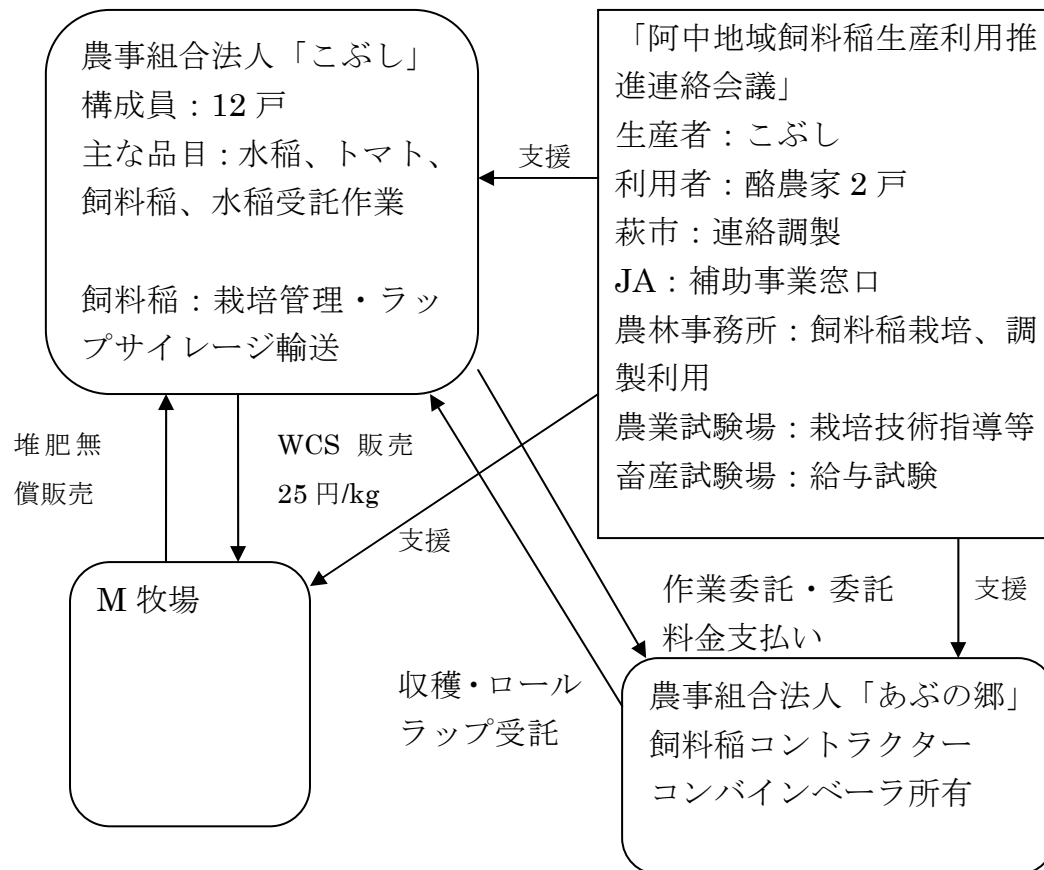 農事組合法人「こぶし」
構成員：12 戸
主な品目：水稲、トマト、
飼料稲、水稲受託作業
飼料稲：栽培管理・ラッ
プサイレージ輸送
支援
「阿中地域飼料稲生産利用推
進連絡会議」
生産者：こぶし
利用者：酪農家 2 戸
萩市：連絡調製
JA：補助事業窓口
農林事務所：飼料稲栽培、調
製利用
農業試験場：栽培技術指導等
畜産試験場：給与試験
堆肥無
償販売
WCS 販売
25 円/kg
支援
M 牧場
収穫・ロール
ラップ受託
作業委託・委託
料金支払い
支援
農事組合法人「あぶの郷」
飼料稲コントラクター
コンバインベーラ所有